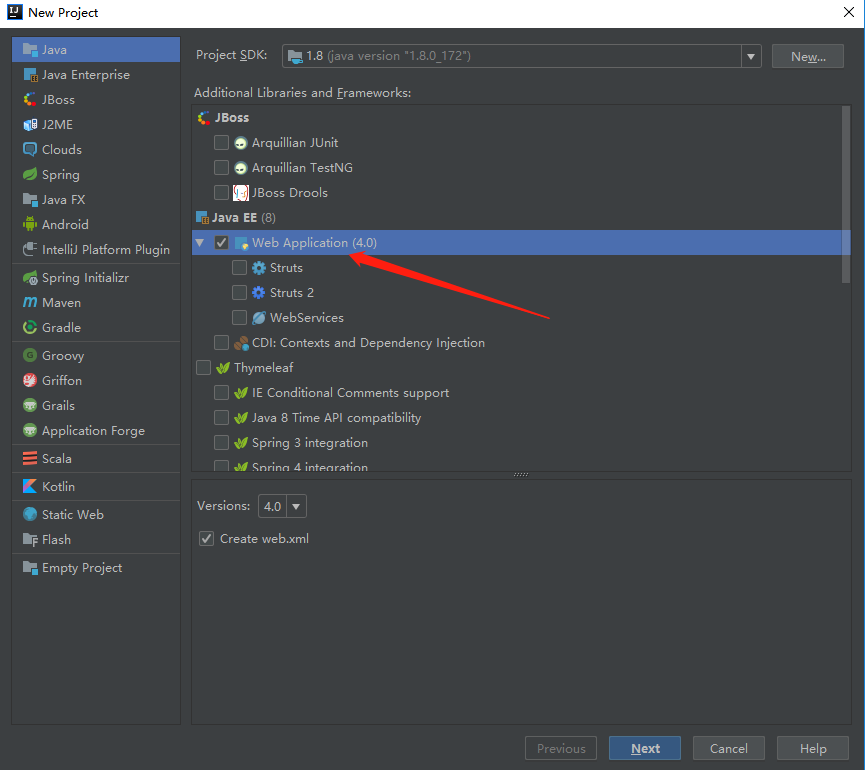 New Project
Java
Java Enterprise
JBoss
J2ME
Clouds
Spring
Java FX
Android
IntelliJ Platform Plugin
Spring Initializr
Maven
Gradle
Groovy
Griffon
Grails
Application Forge
Scala
Kotlin
Static Web
Flash
Empty Project
Project SDK: 1.8 (java version "1.8.0_172") New...
Additional Libraries and Frameworks:
JBoss
Arquillian JUnit
Arquillian TestNG
JBoss Drools
Java EE (8)
Web Application (4.0)
Struts
Struts 2
WebServices
CDI: Contexts and Dependency Injection
Thymeleaf
IE Conditional Comments support
Java 8 Time API compatibility
Spring 3 integration
Spring 4 integration
Versions: 4.0
Create web.xml
Previous Next Cancel Help